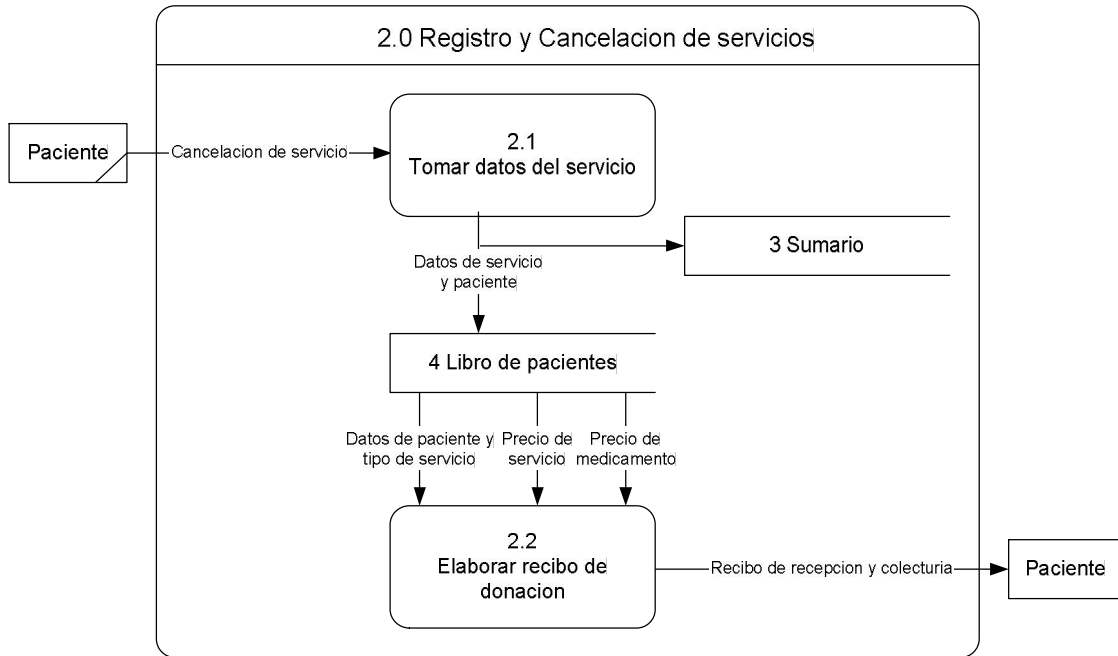 2.0 Registro y Cancelacion de servicios
Paciente
Cancelacion de servicio
2.1
Tomar datos del servicio
3 Sumario
Datos de servicio
y paciente
4 Libro de pacientes
Datos de paciente y
tipo de servicio
Precio de
servicio
Precio de
medicamento
2.2
Elaborar recibo de
donacion
Recibo de recepcion y colecturia
Paciente